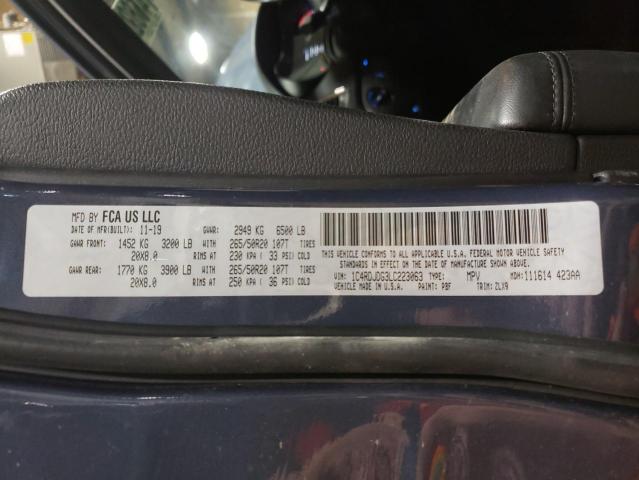 MFD BY FCA US LLC
DATE OF MFR(BUILT): 11-19 GVWR: 2949 KG 6500 LB
GAWR FRONT: 1452 KG 3200 LB WITH 265/50R20 107T TIRES
20X8.0 RIMS AT 230 KPA ( 33 PSI) COLD
GAWR REAR: 1770 KG 3900 LB WITH 265/50R20 107T TIRES
20X8.0 RIMS AT 250 KPA ( 36 PSI) COLD
THIS VEHICLE CONFORMS TO ALL APPLICABLE U.S.A. FEDERAL MOTOR VEHICLE SAFETY
STANDARDS IN EFFECT ON THE DATE OF MANUFACTURE SHOWN ABOVE.
VIN: 1C4RDJDG3LC223063 TYPE: MPV MDH: 111614 423AA
VEHICLE MADE IN U.S.A. PAINT: PBF TRIM: ZLX9